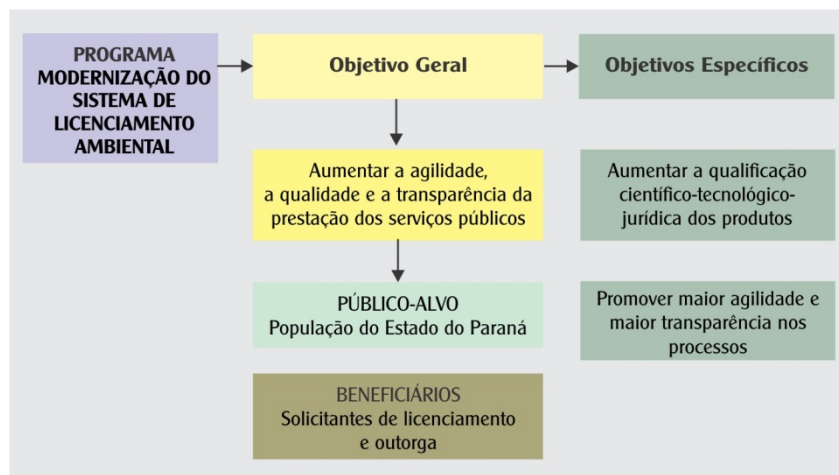 PROGRAMA
MODERNIZAÇÃO DO
SISTEMA DE
LICENCIAMENTO
AMBIENTAL
Objetivo Geral
Objetivos Específicos
Aumentar a agilidade,
a qualidade e a transparência da
prestação dos serviços públicos
Aumentar a qualificação
científico-tecnológico-
jurídica dos produtos
PÚBLICO-ALVO
População do Estado do Paraná
Promover maior agilidade e
maior transparência nos
processos
BENEFICIÁRIOS
Solicitantes de licenciamento
e outorga